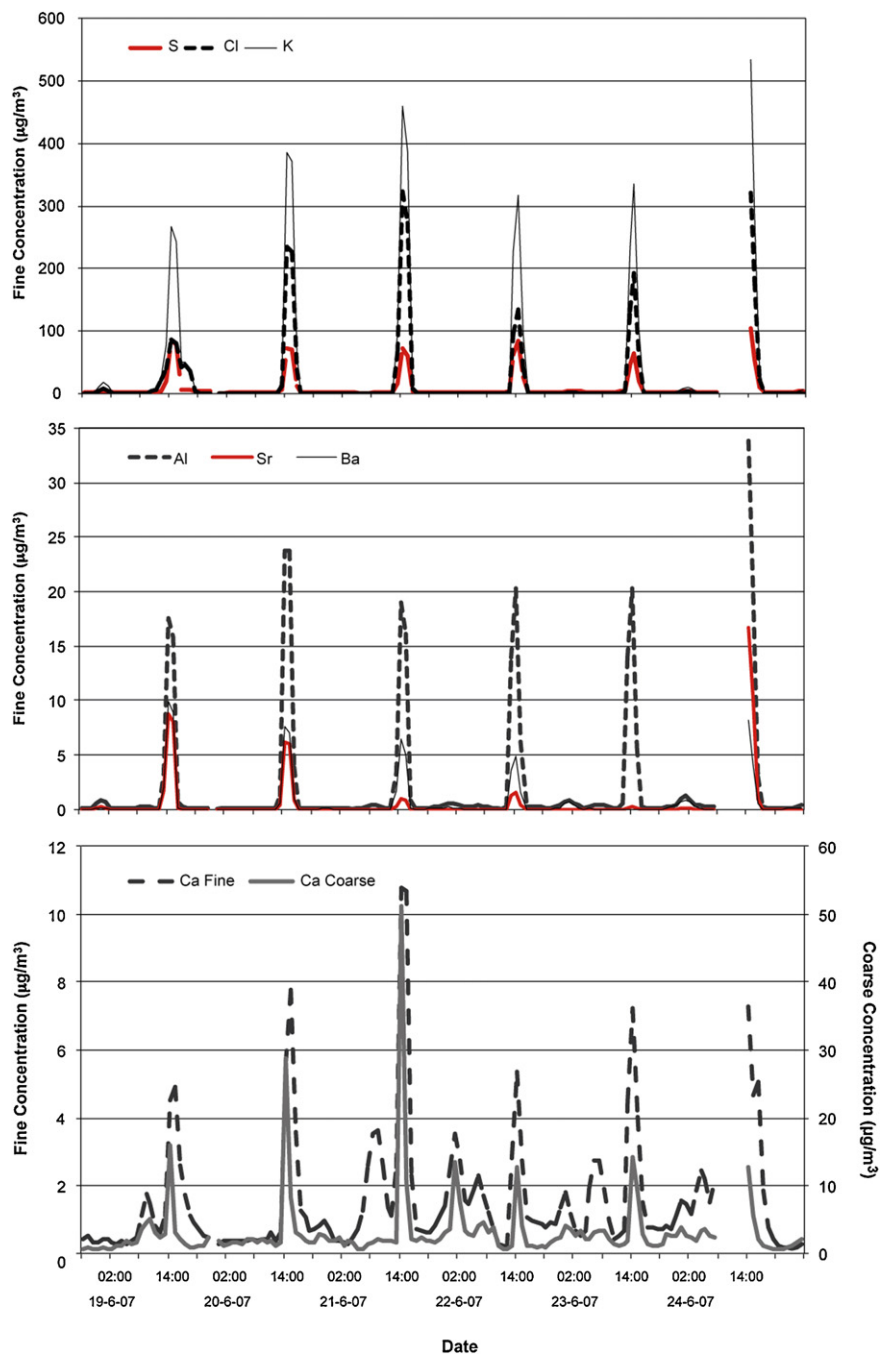 600
S Cl K
500
400
300
200
100
0
Fine Concentration (µg/m³)
35
Al Sr Ba
30
25
20
15
10
5
0
Fine Concentration (µg/m³)
12 60
Ca Fine Ca Coarse
10 50
8 40
6 30
4 20
2 10
0 0
Fine Concentration (µg/m³)
Coarse Concentration (µg/m³)
02:00 14:00 02:00 14:00 02:00 14:00 02:00 14:00 02:00 14:00 02:00 14:00
19-6-07 20-6-07 21-6-07 22-6-07 23-6-07 24-6-07
Date